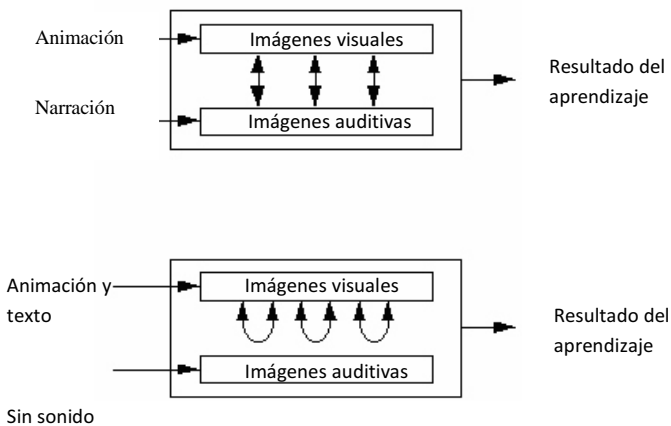 Animación
Imágenes visuales
Narración
Imágenes auditivas
Resultado del
aprendizaje
Animación y
texto
Imágenes visuales
Imágenes auditivas
Sin sonido
Resultado del
aprendizaje